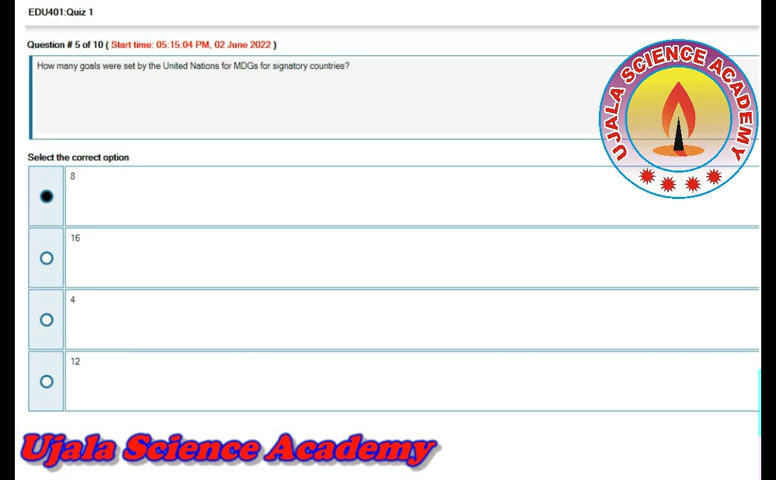 EDU401:Quiz 1
Question # 5 of 10 ( Start time: 05:15:04 PM, 02 June 2022 )
How many goals were set by the United Nations for MDGs for signatory countries?
UJALA SCIENCE ACADEMY
Select the correct option
8
16
4
12
Ujala Science Academy